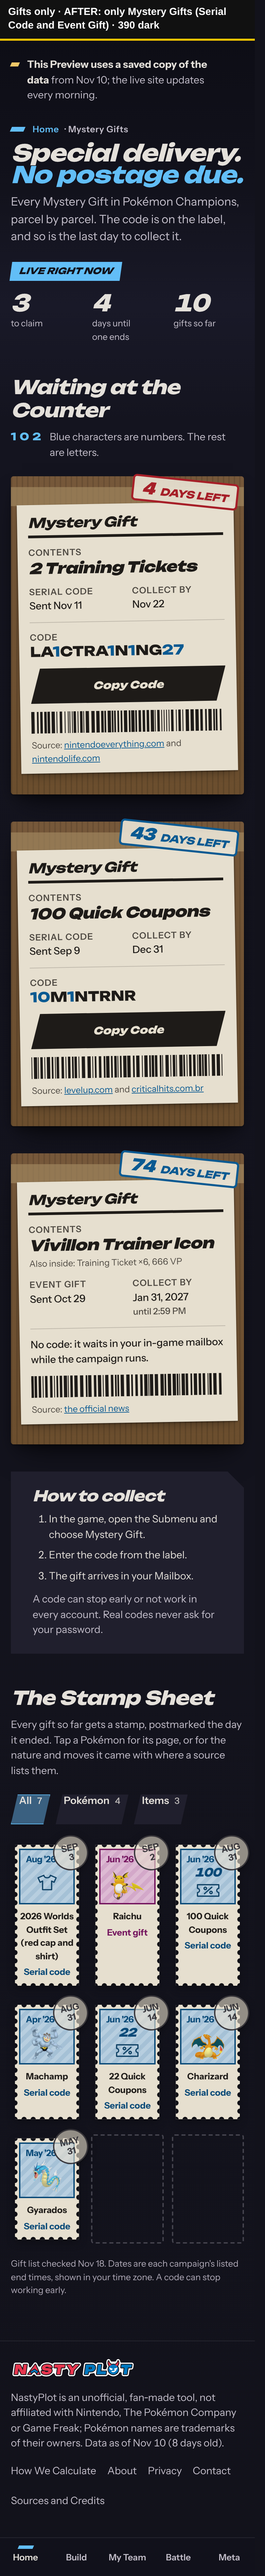 Gifts only · AFTER: only Mystery Gifts (Serial
Code and Event Gift) · 390 dark
This Preview uses a saved copy of the
data from Nov 10; the live site updates
every morning.
Home · Mystery Gifts
Special delivery.
No postage due.
Every Mystery Gift in Pokémon Champions,
parcel by parcel. The code is on the label,
and so is the last day to collect it.
LIVE RIGHT NOW
3 4 10
to claim days until gifts so far
one ends
Waiting at the
Counter
102 Blue characters are numbers. The rest
are letters.
4 DAYS LEFT
Mystery Gift
CONTENTS
2 Training Tickets
SERIAL CODE COLLECT BY
Sent Nov 11 Nov 22
CODE
LA1CTRA1N1NG27
Copy Code
Source: nintendoeverything.com and
nintendolife.com
43 DAYS LEFT
Mystery Gift
CONTENTS
100 Quick Coupons
SERIAL CODE COLLECT BY
Sent Sep 9 Dec 31
CODE
10M1NTRNR
Copy Code
Source: levelup.com and criticalhits.com.br
74 DAYS LEFT
Mystery Gift
CONTENTS
Vivillon Trainer Icon
Also inside: Training Ticket ×6, 666 VP
EVENT GIFT COLLECT BY
Sent Oct 29 Jan 31, 2027
until 2:59 PM
No code: it waits in your in-game mailbox
while the campaign runs.
Source: the official news
How to collect
1. In the game, open the Submenu and
choose Mystery Gift.
2. Enter the code from the label.
3. The gift arrives in your Mailbox.
A code can stop early or not work in
every account. Real codes never ask for
your password.
The Stamp Sheet
Every gift so far gets a stamp, postmarked the day
it ended. Tap a Pokémon for its page, or for the
nature and moves it came with where a source
lists them.
All 7 Pokémon 4 Items 3
Aug '26 SEP 3 Jun '26 SEP 2 Jun '26 AUG 31
100
2026 Worlds Raichu 100 Quick
Outfit Set Event gift Coupons
(red cap and Serial code
shirt)
Serial code
Apr '26 AUG 31 Jun '26 JUN 14 Jun '26 JUN 14
22
Machamp 22 Quick Charizard
Serial code Coupons Serial code
Serial code
May '26 MAY 31
Gyarados
Serial code
Gift list checked Nov 18. Dates are each campaign's listed
end times, shown in your time zone. A code can stop
working early.
NASTY PLOT
NastyPlot is an unofficial, fan-made tool, not
affiliated with Nintendo, The Pokémon Company
or Game Freak; Pokémon names are trademarks
of their owners. Data as of Nov 10 (8 days old).
How We Calculate About Privacy Contact
Sources and Credits
Home Build My Team Battle Meta